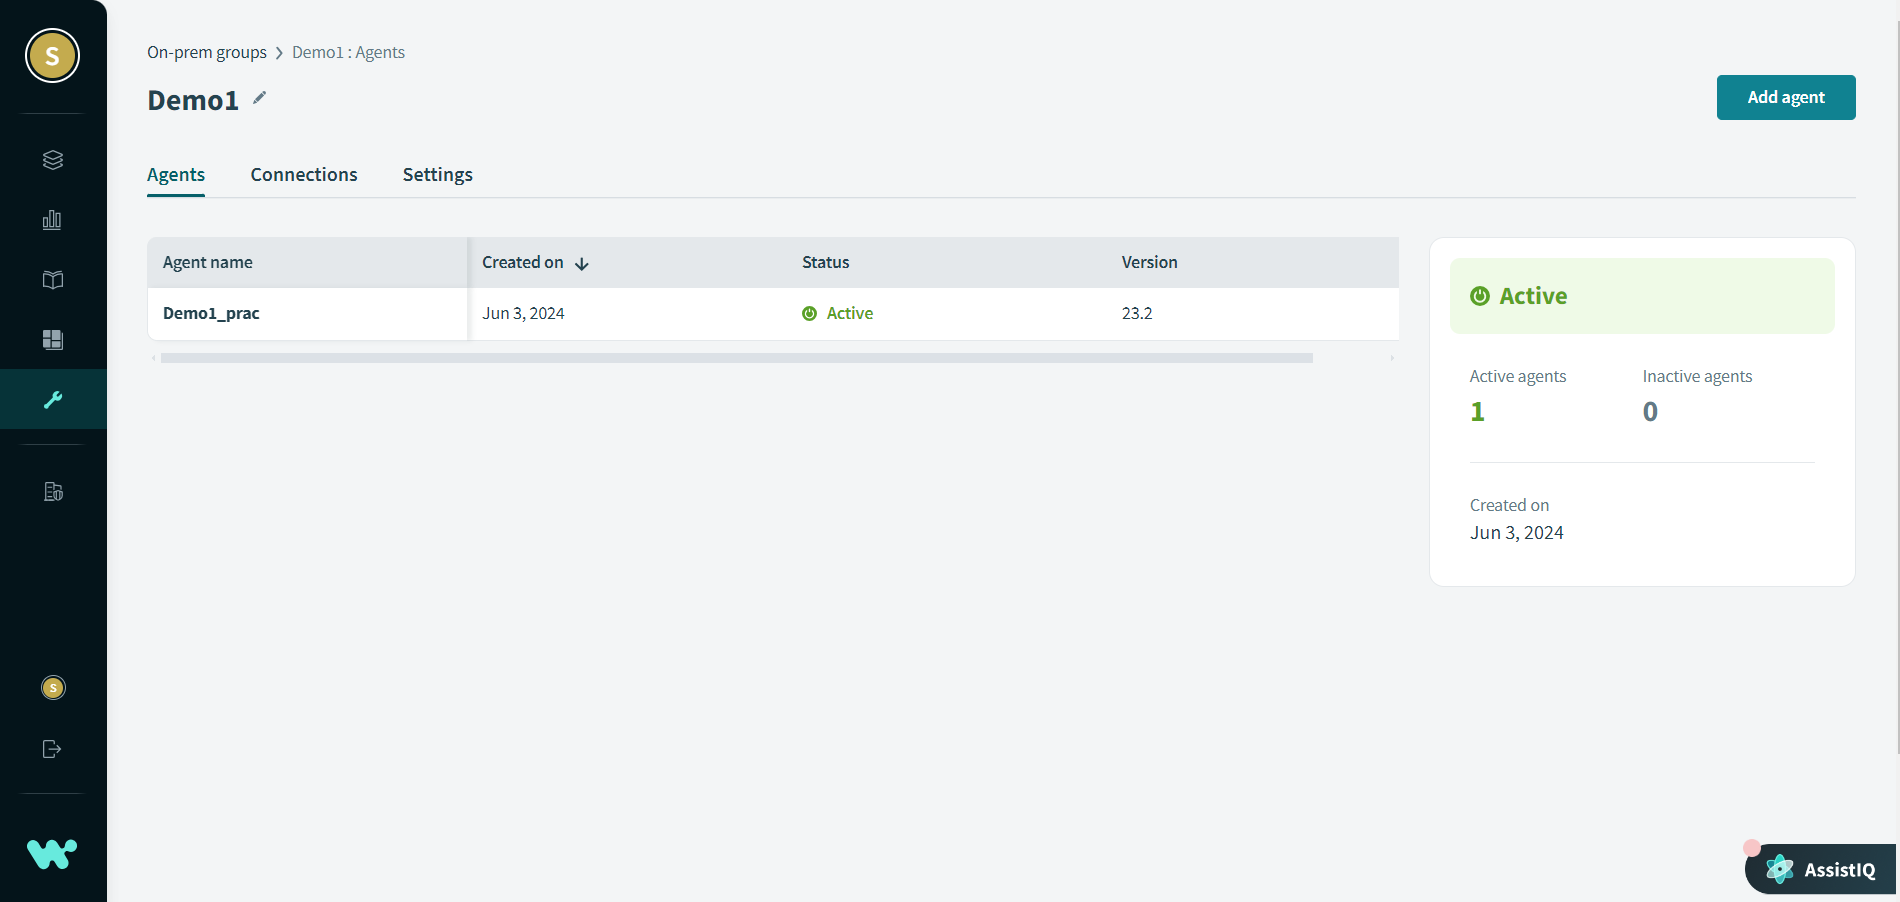 S
On-prem groups > Demo1 : Agents
Demo1
Add agent
Agents Connections Settings
Agent name Created on Status Version
Demo1_prac Jun 3, 2024 Active 23.2
Active
Active agents Inactive agents
1 0
Created on
Jun 3, 2024
S
AssistIQ